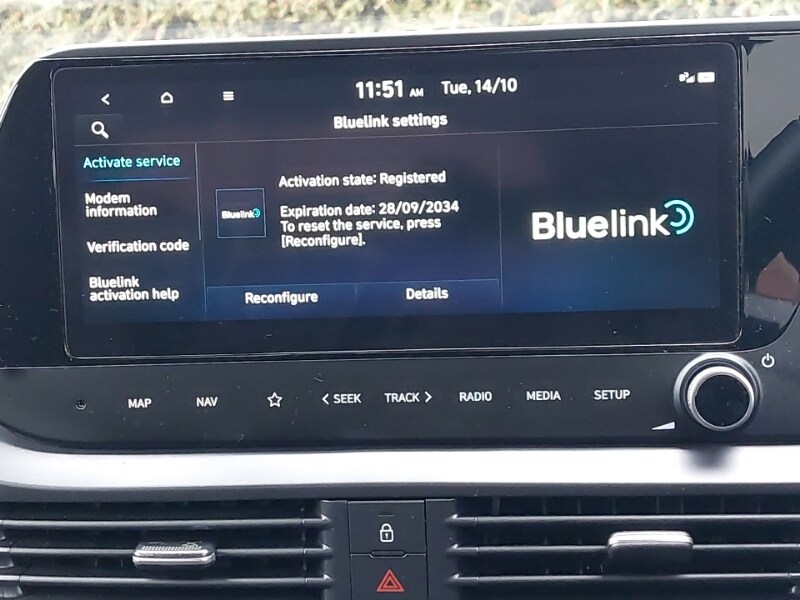 11:51 AM Tue, 14/10
Bluelink settings
Activate service
Modem
information
Verification code
Bluelink
activation help
Bluelink
Activation state: Registered
Expiration date: 28/09/2034
To reset the service, press
[Reconfigure].
Reconfigure
Details
Bluelink
MAP
NAV
< SEEK
TRACK >
RADIO
MEDIA
SETUP